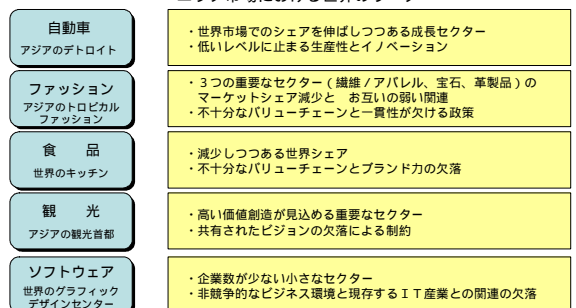 自動車
アジアのデトロイト
・世界市場でのシェアを伸ばしつつある成長セクター
・低いレベルに止まる生産性とイノベーション
ファッション
アジアのトロピカル
ファッション
・３つの重要なセクター（繊維／アパレル、宝石、革製品）の
マーケットシェア減少と　お互いの弱い関連
・不十分なバリューチェーンと一貫性が欠ける政策
食　品
世界のキッチン
・減少しつつある世界シェア
・不十分なバリューチェーンとブランド力の欠落
観　光
アジアの観光首都
・高い価値創造が見込める重要なセクター
・共有されたビジョンの欠落による制約
ソフトウェア
世界のグラフィック
デザインセンター
・企業数が少ない小さなセクター
・非競争的なビジネス環境と現存するＩＴ産業との関連の欠落